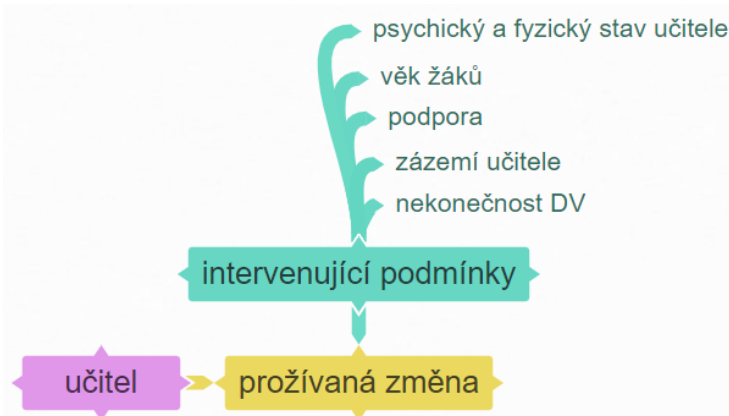 psychický a fyzický stav učitele
věk žáků
podpora
zázemí učitele
nekonečnost DV
intervenující podmínky
učitel
prožívaná změna